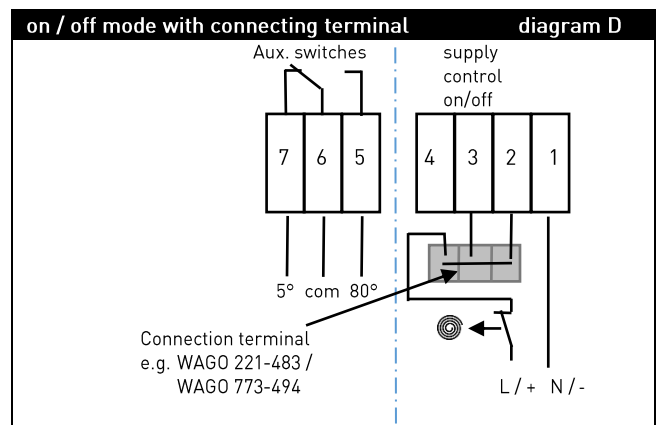 on / off mode with connecting terminal diagram D
Aux. switches
supply
control
on/off
7 6 5
4 3 2 1
5° com 80°
Connection terminal
e.g. WAGO 221-483 /
WAGO 773-494
L / + N / -